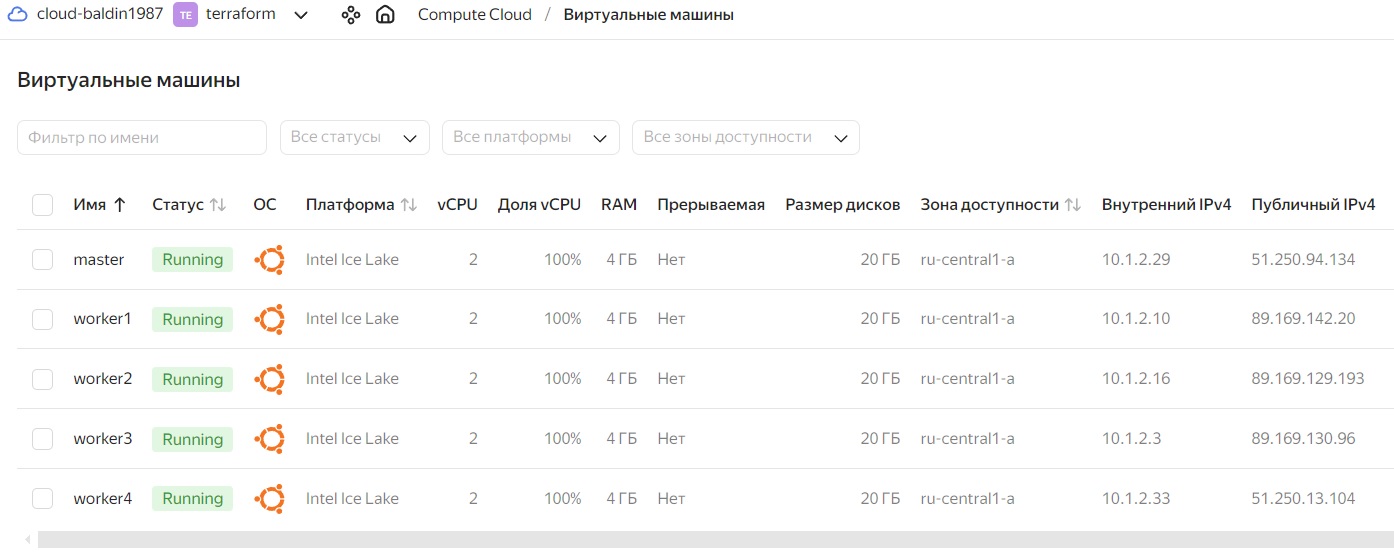 cloud-baldin1987 TE terraform Compute Cloud / Виртуальные машины
Виртуальные машины
Фильтр по имени Все статусы Все платформы Все зоны доступности
Имя Статус ОС Платформа vCPU Доля vCPU RAM Прерываемая Размер дисков Зона доступности Внутренний IPv4 Публичный IPv4
master Running Intel Ice Lake 2 100% 4 ГБ Нет 20 ГБ ru-central1-a 10.1.2.29 51.250.94.134
worker1 Running Intel Ice Lake 2 100% 4 ГБ Нет 20 ГБ ru-central1-a 10.1.2.10 89.169.142.20
worker2 Running Intel Ice Lake 2 100% 4 ГБ Нет 20 ГБ ru-central1-a 10.1.2.16 89.169.129.193
worker3 Running Intel Ice Lake 2 100% 4 ГБ Нет 20 ГБ ru-central1-a 10.1.2.3 89.169.130.96
worker4 Running Intel Ice Lake 2 100% 4 ГБ Нет 20 ГБ ru-central1-a 10.1.2.33 51.250.13.104